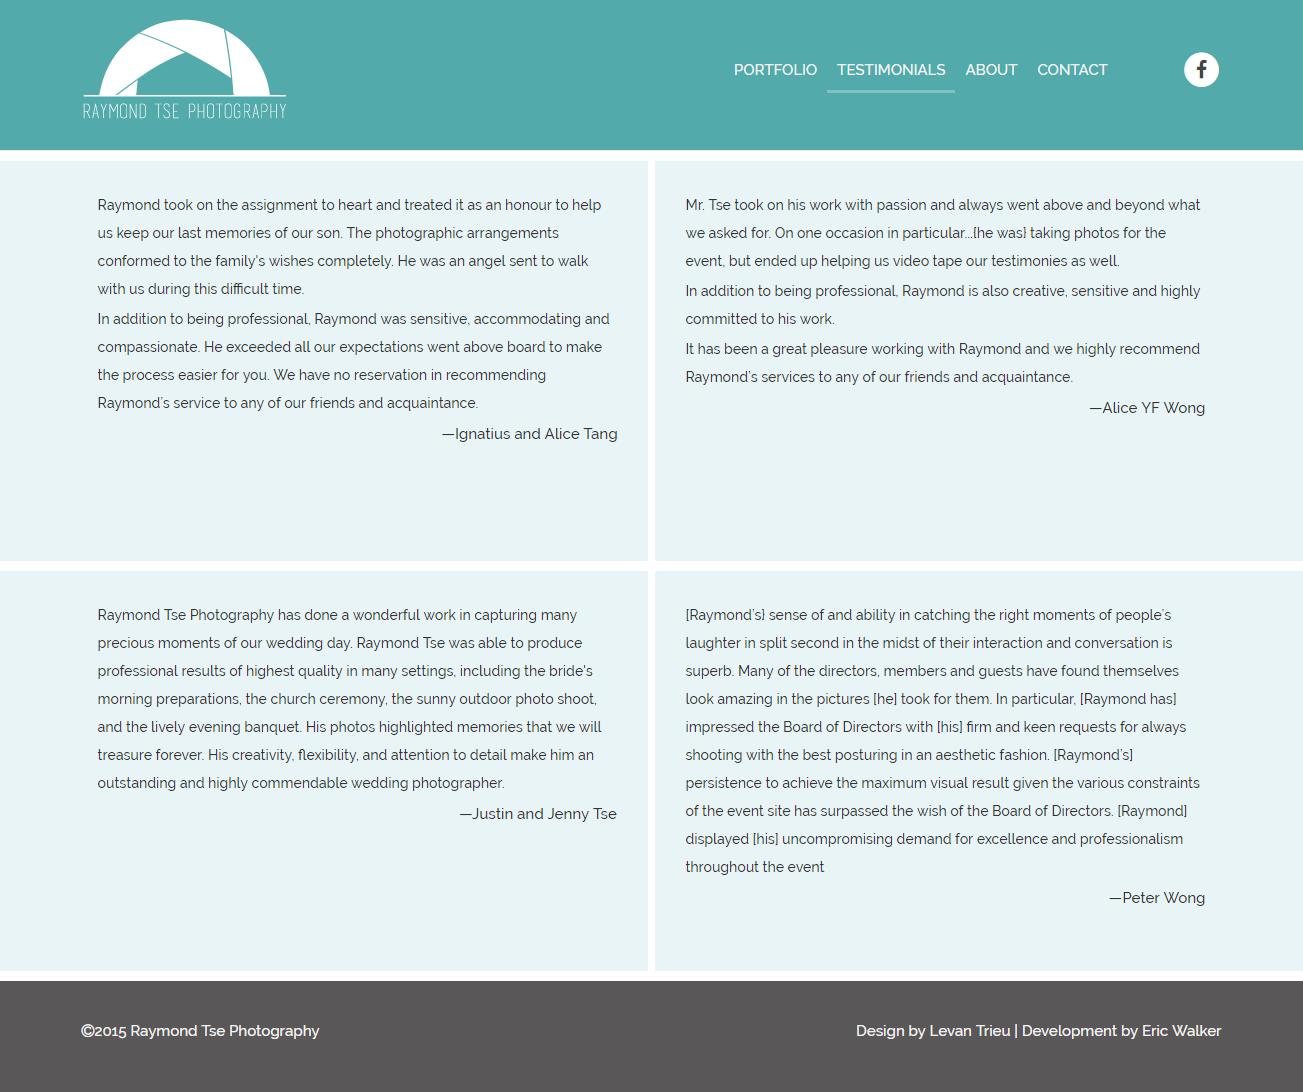 RAYMOND TSE PHOTOGRAPHY
PORTFOLIO TESTIMONIALS ABOUT CONTACT
Raymond took on the assignment to heart and treated it as an honour to help
us keep our last memories of our son. The photographic arrangements
conformed to the family's wishes completely. He was an angel sent to walk
with us during this difficult time.
In addition to being professional, Raymond was sensitive, accommodating and
compassionate. He exceeded all our expectations went above board to make
the process easier for you. We have no reservation in recommending
Raymond's service to any of our friends and acquaintance.
—Ignatius and Alice Tang
Mr. Tse took on his work with passion and always went above and beyond what
we asked for. On one occasion in particular...[he was} taking photos for the
event, but ended up helping us video tape our testimonies as well.
In addition to being professional, Raymond is also creative, sensitive and highly
committed to his work.
It has been a great pleasure working with Raymond and we highly recommend
Raymond's services to any of our friends and acquaintance.
—Alice YF Wong
Raymond Tse Photography has done a wonderful work in capturing many
precious moments of our wedding day. Raymond Tse was able to produce
professional results of highest quality in many settings, including the bride's
morning preparations, the church ceremony, the sunny outdoor photo shoot,
and the lively evening banquet. His photos highlighted memories that we will
treasure forever. His creativity, flexibility, and attention to detail make him an
outstanding and highly commendable wedding photographer.
—Justin and Jenny Tse
[Raymond's} sense of and ability in catching the right moments of people's
laughter in split second in the midst of their interaction and conversation is
superb. Many of the directors, members and guests have found themselves
look amazing in the pictures [he] took for them. In particular, [Raymond has]
impressed the Board of Directors with [his] firm and keen requests for always
shooting with the best posturing in an aesthetic fashion. [Raymond's]
persistence to achieve the maximum visual result given the various constraints
of the event site has surpassed the wish of the Board of Directors. [Raymond]
displayed [his] uncompromising demand for excellence and professionalism
throughout the event
—Peter Wong
©2015 Raymond Tse Photography
Design by Levan Trieu | Development by Eric Walker